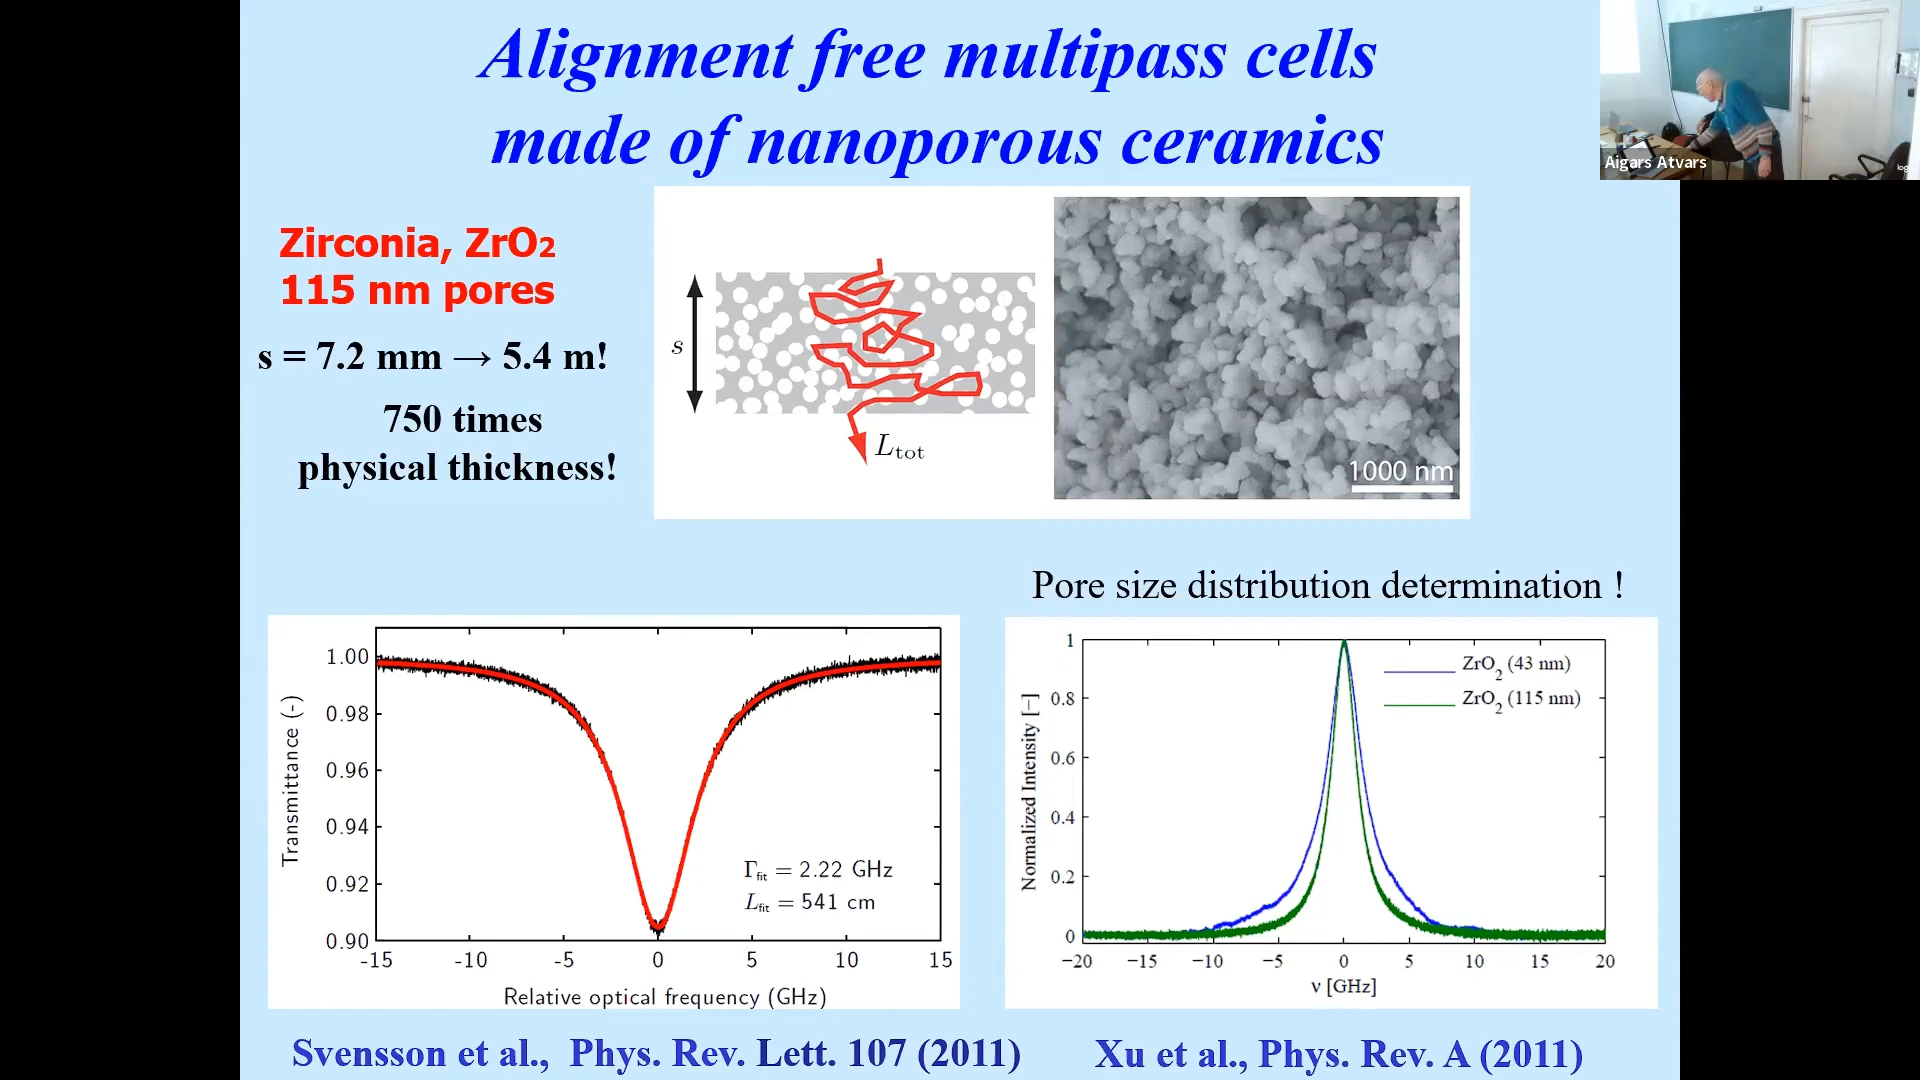 Alignment free multipass cells
made of nanoporous ceramics
Aigars Atvars
log
Zirconia, ZrO2
115 nm pores
s = 7.2 mm → 5.4 m!
750 times
physical thickness!
s
Ltot
1000 nm
Pore size distribution determination !
1.00
0.98
0.96
0.94
0.92
0.90
Transmittance (-)
Γfit = 2.22 GHz
Lfit = 541 cm
-15 -10 -5 0 5 10 15
Relative optical frequency (GHz)
1
0.8
0.6
0.4
0.2
0
Normalized Intensity [−]
ZrO2 (43 nm)
ZrO2 (115 nm)
−20 −15 −10 −5 0 5 10 15 20
ν [GHz]
Svensson et al., Phys. Rev. Lett. 107 (2011)
Xu et al., Phys. Rev. A (2011)